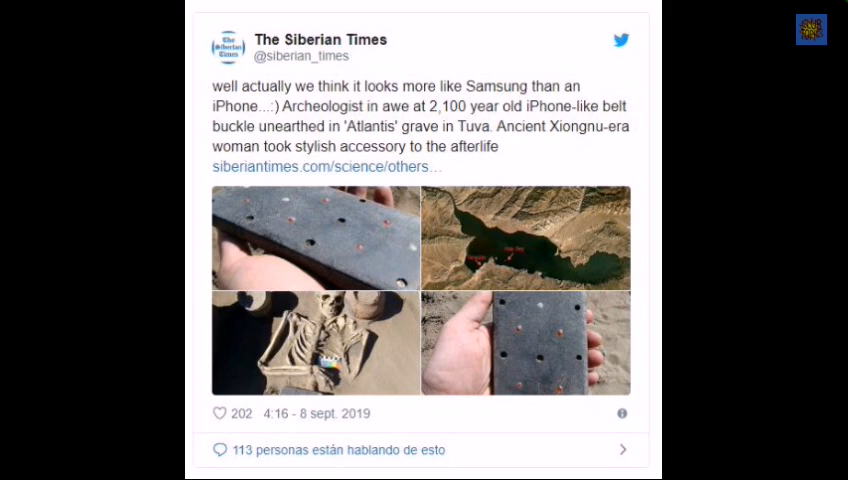 The Siberian Times
The Siberian Times
@siberian_times
well actually we think it looks more like Samsung than an
iPhone...:) Archeologist in awe at 2,100 year old iPhone-like belt
buckle unearthed in 'Atlantis' grave in Tuva. Ancient Xiongnu-era
woman took stylish accessory to the afterlife
siberiantimes.com/science/others…
202 4:16 - 8 sept. 2019
113 personas están hablando de esto